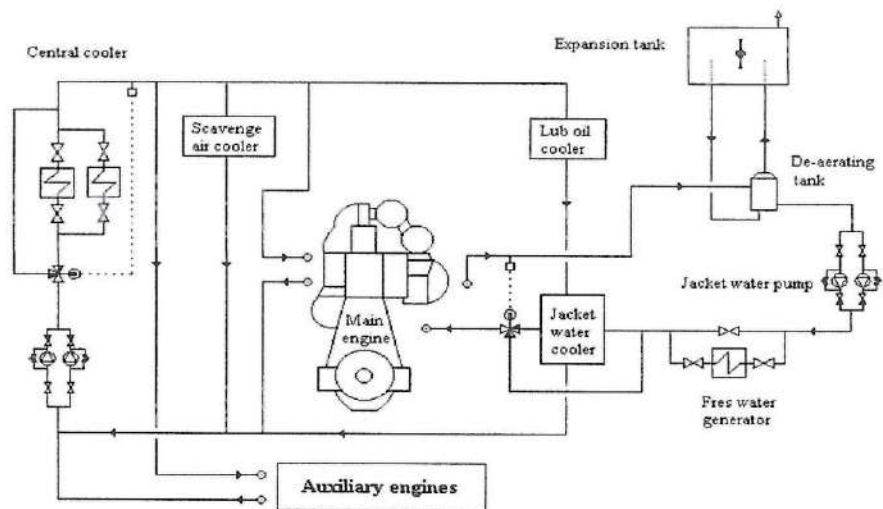 Central cooler
Expansion tank
Scavenge
air cooler
Lub oil
cooler
De-aerating
tank
Jacket water pump
Main
engine
Jacket
water
cooler
Fres water
generator
Auxiliary engines